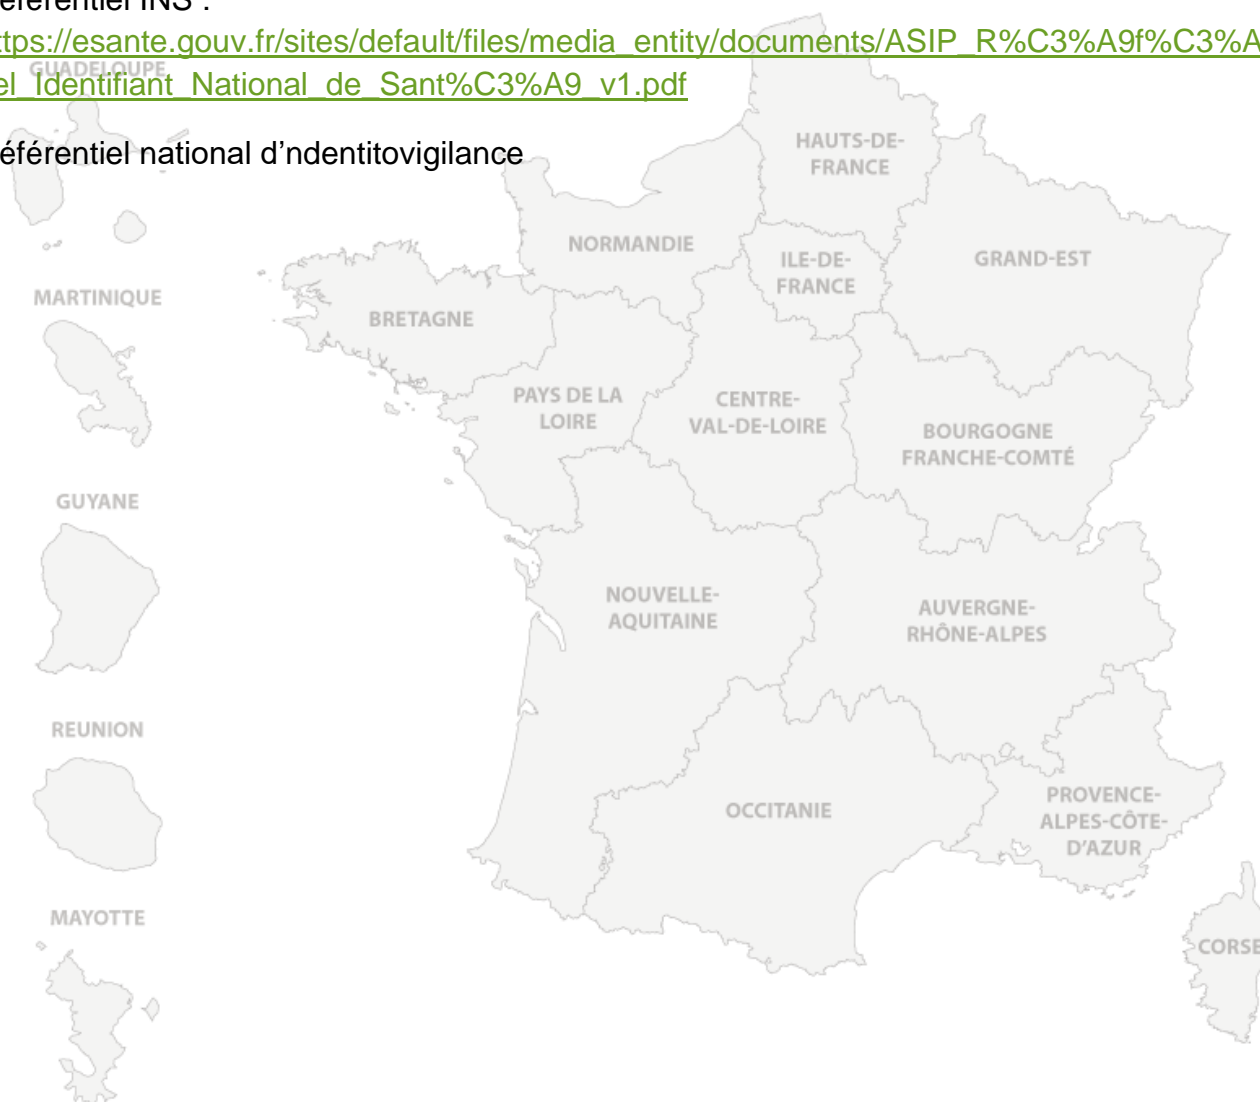 éférentiel INS :
ttps://esante.gouv.fr/sites/default/files/media_entity/documents/ASIP_R%C3%A9f%C3%A
el_Identifiant_National_de_Sant%C3%A9_v1.pdf
GUADELOUPE
éférentiel national d’ndentitovigilance
HAUTS-DE-
FRANCE
NORMANDIE
ILE-DE-
FRANCE
GRAND-EST
MARTINIQUE
BRETAGNE
PAYS DE LA
LOIRE
CENTRE-
VAL-DE-LOIRE
BOURGOGNE
FRANCHE-COMTÉ
GUYANE
NOUVELLE-
AQUITAINE
AUVERGNE-
RHÔNE-ALPES
REUNION
OCCITANIE
PROVENCE-
ALPES-CÔTE-
D’AZUR
MAYOTTE
CORSE